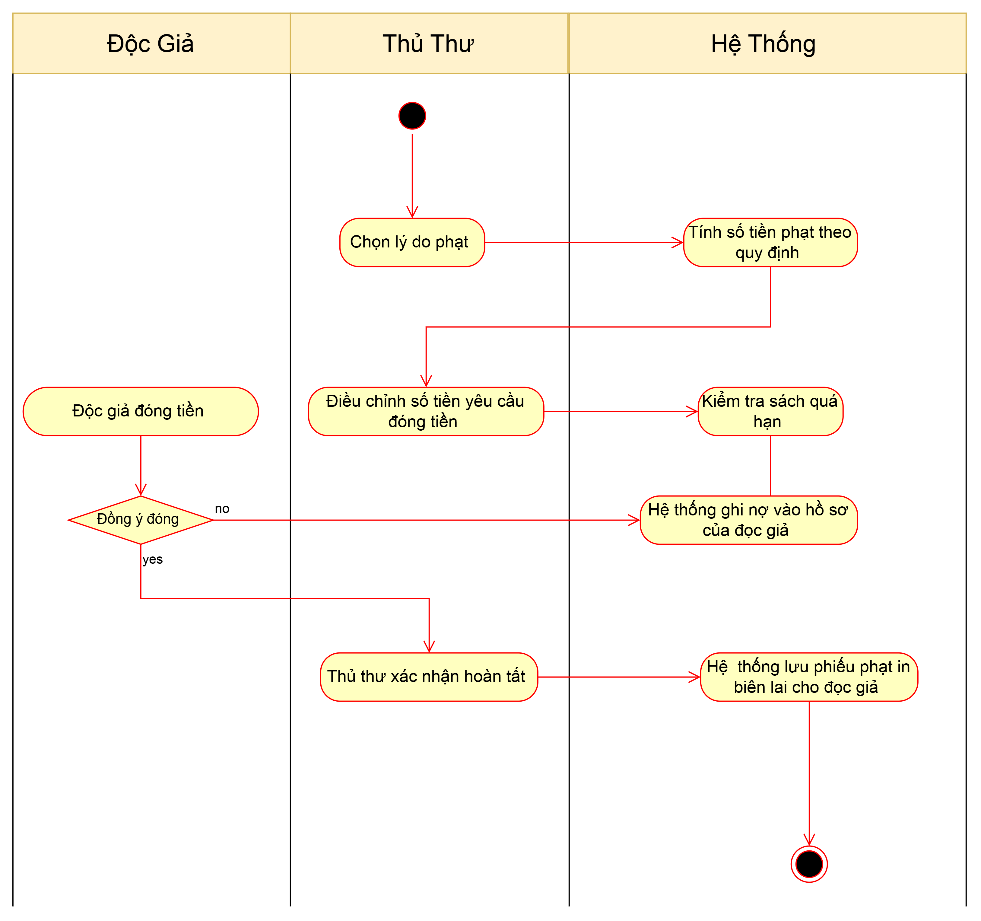 Độc Giả
Thủ Thư
Hệ Thống
Chọn lý do phạt
Tính số tiền phạt theo
quy định
Độc giả đóng tiền
Điều chỉnh số tiền yêu cầu
đóng tiền
Kiểm tra sách quá
hạn
Đồng ý đóng
no
yes
Hệ thống ghi nợ vào hồ sơ
của đọc giả
Thủ thư xác nhận hoàn tất
Hệ  thống lưu phiếu phạt in
biên lai cho đọc giả